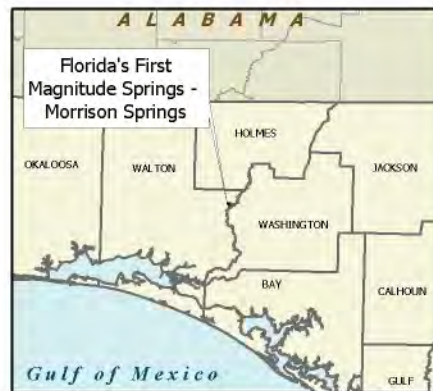 ALABAMA
Florida's First
Magnitude Springs -
Morrison Springs
HOLMES
OKALOOSA
WALTON
JACKSON
WASHINGTON
BAY
CALHOUN
Gulf of Mexico
GULF